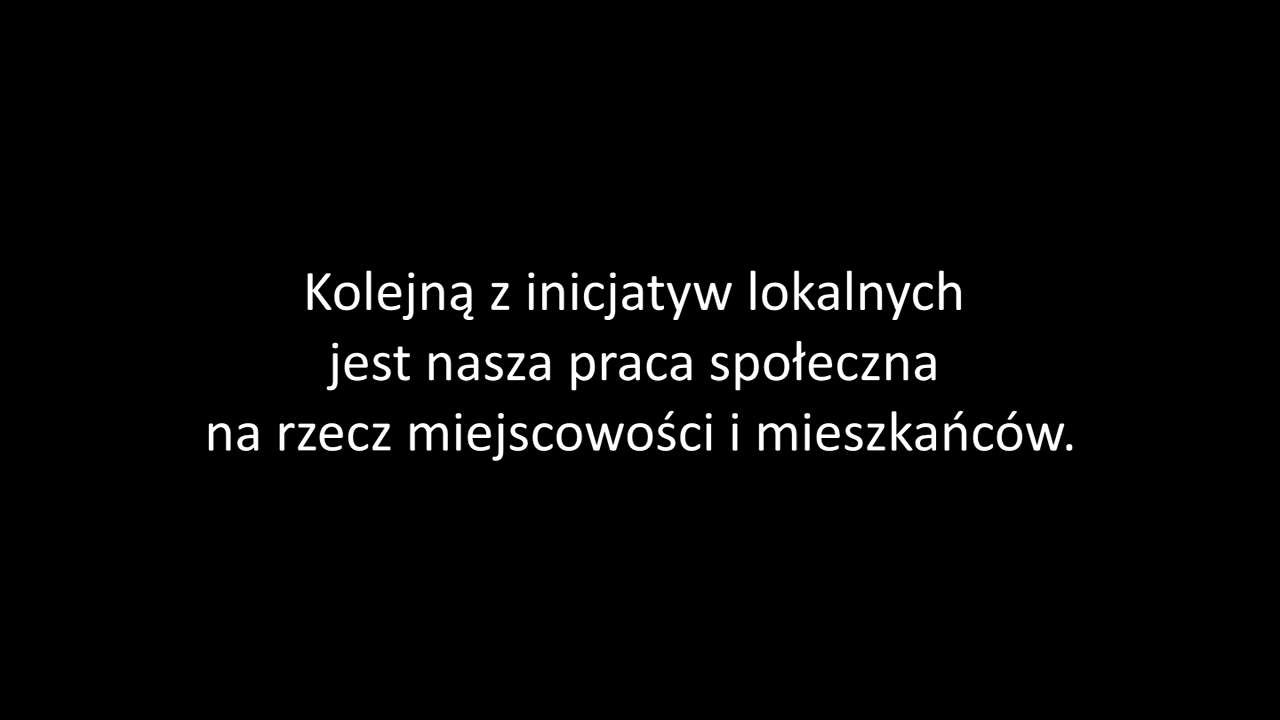 Kolejną z inicjatyw lokalnych
jest nasza praca społeczna
na rzecz miejscowości i mieszkańców.